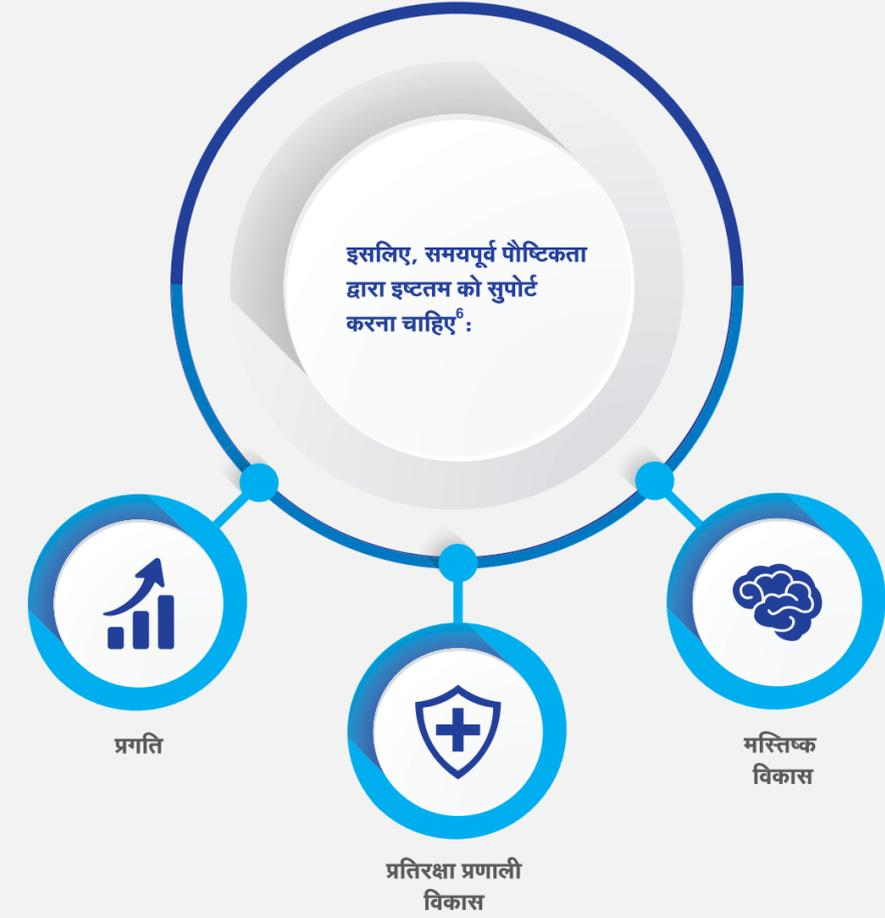 इसलिए, समयपूर्व पौष्टिकता
द्वारा इष्टतम को सुपोर्ट
करना चाहिए⁶:
प्रगति
मस्तिष्क
विकास
प्रतिरक्षा प्रणाली
विकास